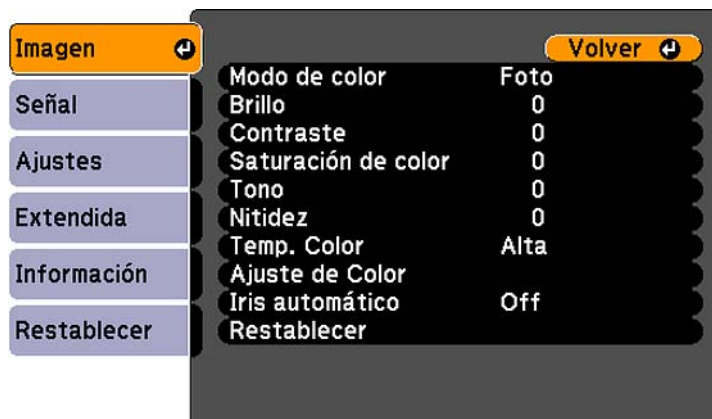 Imagen
Señal
Ajustes
Extendida
Información
Restablecer
Volver
Modo de color Foto
Brillo 0
Contraste 0
Saturación de color 0
Tono 0
Nitidez 0
Temp. Color Alta
Ajuste de Color
Iris automático Off
Restablecer